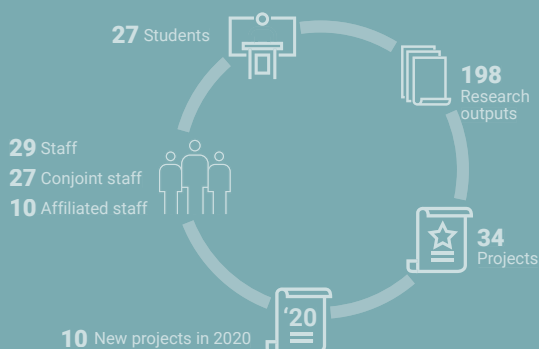 27 Students
198
Research
outputs
29 Staff
27 Conjoint staff
10 Affiliated staff
34
Projects
'20
10 New projects in 2020